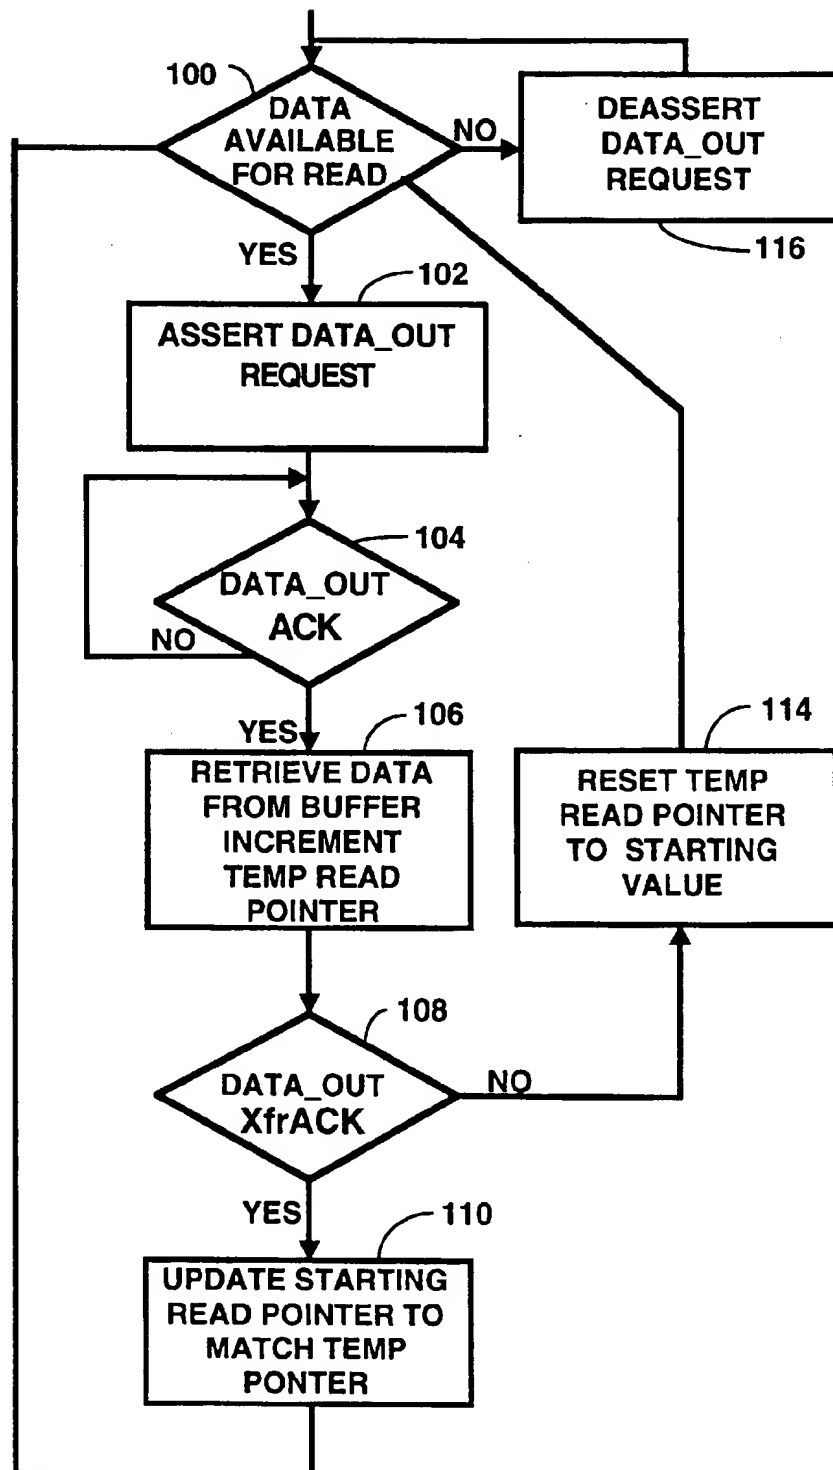 100
DATA
AVAILABLE
FOR READ
NO
DEASSERT
DATA_OUT
REQUEST
116
YES
102
ASSERT DATA_OUT
REQUEST
104
DATA_OUT
ACK
NO
YES
106
RETRIEVE DATA
FROM BUFFER
INCREMENT
TEMP READ
POINTER
114
RESET TEMP
READ POINTER
TO STARTING
VALUE
108
DATA_OUT
XfrACK
NO
YES
110
UPDATE STARTING
READ POINTER TO
MATCH TEMP
PONTER